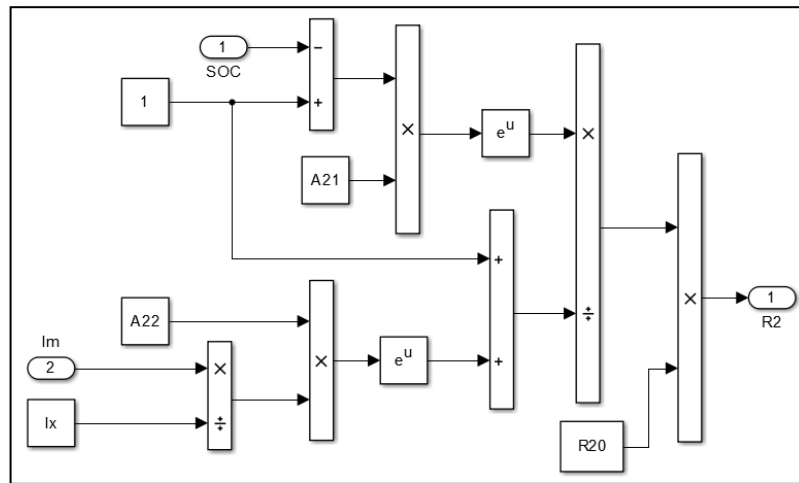 1
SOC
−
+
1
×
e^u
×
A21
+
A22
÷
×
1
R2
Im
2
×
×
e^u
+
Ix
÷
R20